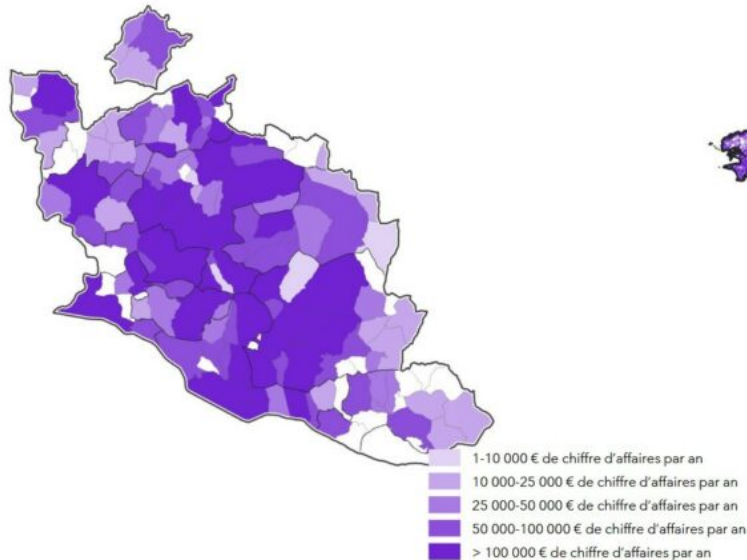 1-10 000 € de chiffre d'affaires par an
10 000-25 000 € de chiffre d'affaires par an
25 000-50 000 € de chiffre d'affaires par an
50 000-100 000 € de chiffre d'affaires par an
> 100 000 € de chiffre d'affaires par an